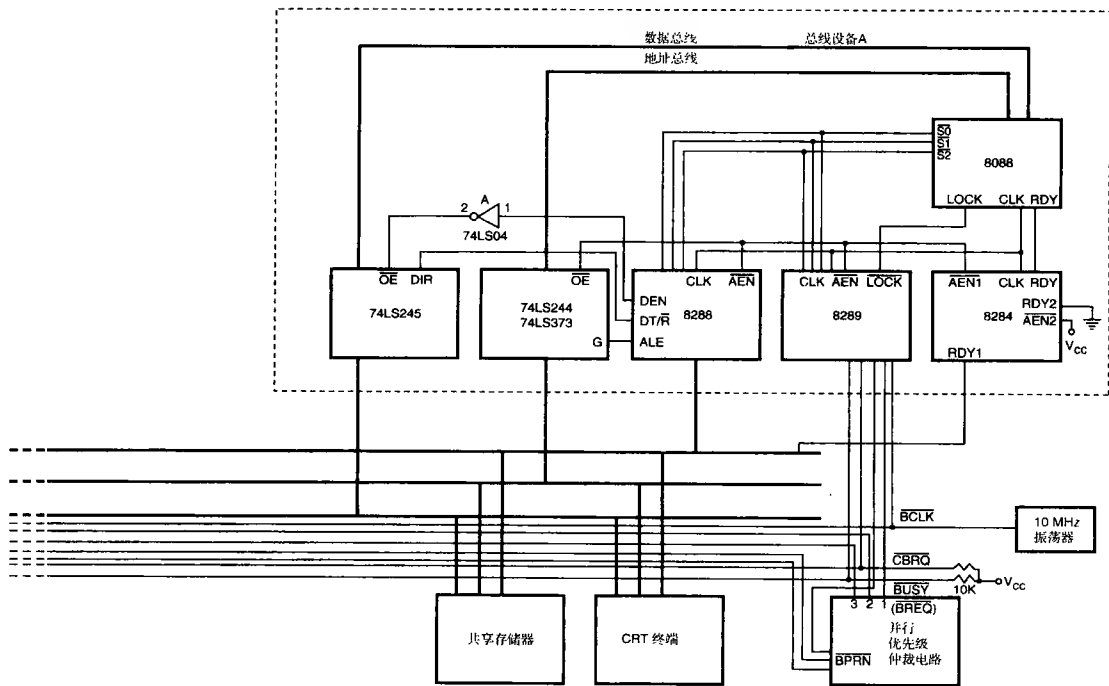 数据总线
总线设备A
地址总线
S0
S1
S2
8088
LOCK
CLK
RDY
A
2
1
74LS04
OE
DIR
74LS245
OE
74LS244
74LS373
G
CLK
AEN
DEN
DT/R
ALE
8288
CLK
AEN
LOCK
8289
AEN1
CLK
RDY
RDY2
AEN2
8284
RDY1
VCC
BCLK
10 MHz
振荡器
CBRQ
10K
VCC
BUSY
3
2
1
(BREQ)
并行
优先级
仲裁电路
BPRN
共享存储器
CRT 终端